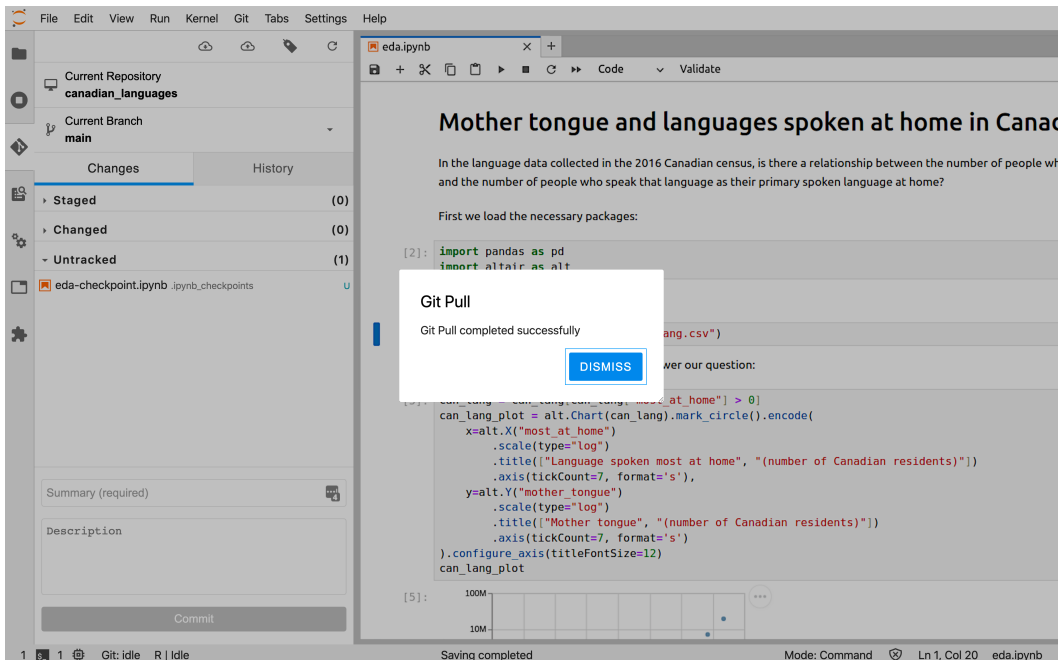 File Edit View Run Kernel Git Tabs Settings Help
Current Repository
canadian_languages
Current Branch
main
Changes History
Staged (0)
Changed (0)
Untracked (1)
eda-checkpoint.ipynb .ipynb_checkpoints U
Summary (required)
Description
Commit
eda.ipynb
Code Validate
Mother tongue and languages spoken at home in Canad
In the language data collected in the 2016 Canadian census, is there a relationship between the number of people wh
and the number of people who speak that language as their primary spoken language at home?
First we load the necessary packages:
[2]: import pandas as pd
import altair as alt
Git Pull
Git Pull completed successfully
DISMISS
ang.csv")
wer our question:
can_lang = can_lang[can_lang["most_at_home"] > 0]
can_lang_plot = alt.Chart(can_lang).mark_circle().encode(
x=alt.X("most_at_home")
.scale(type="log")
.title(["Language spoken most at home", "(number of Canadian residents)"])
.axis(tickCount=7, format='s'),
y=alt.Y("mother_tongue")
.scale(type="log")
.title(["Mother tongue", "(number of Canadian residents)"])
.axis(tickCount=7, format='s')
).configure_axis(titleFontSize=12)
can_lang_plot
[5]: 100M
10M
1 1 Git: idle R | Idle Saving completed Mode: Command Ln 1, Col 20 eda.ipynb